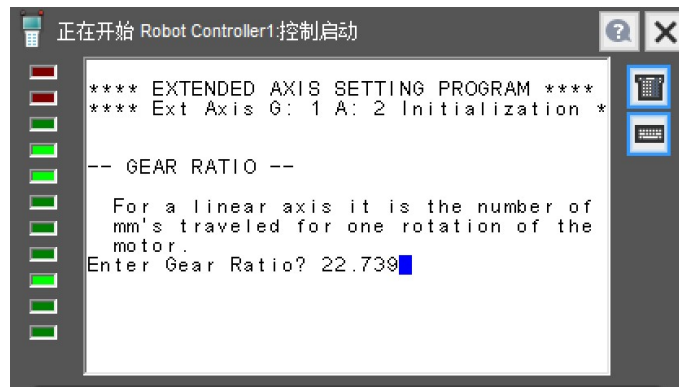 正在开始 Robot Controller1:控制启动
**** EXTENDED AXIS SETTING PROGRAM ****
**** Ext Axis G: 1 A: 2 Initialization *
-- GEAR RATIO --
For a linear axis it is the number of
mm's traveled for one rotation of the
motor.
Enter Gear Ratio? 22.739